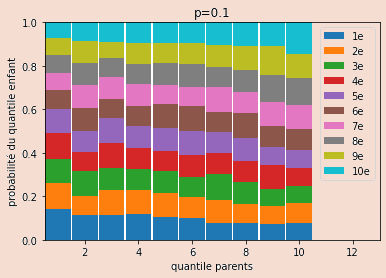 p=0.1
probabilité du quantile enfant
1.0
0.8
0.6
0.4
0.2
0.0
1e
2e
3e
4e
5e
6e
7e
8e
9e
10e
2 4 6 8 10 12
quantile parents